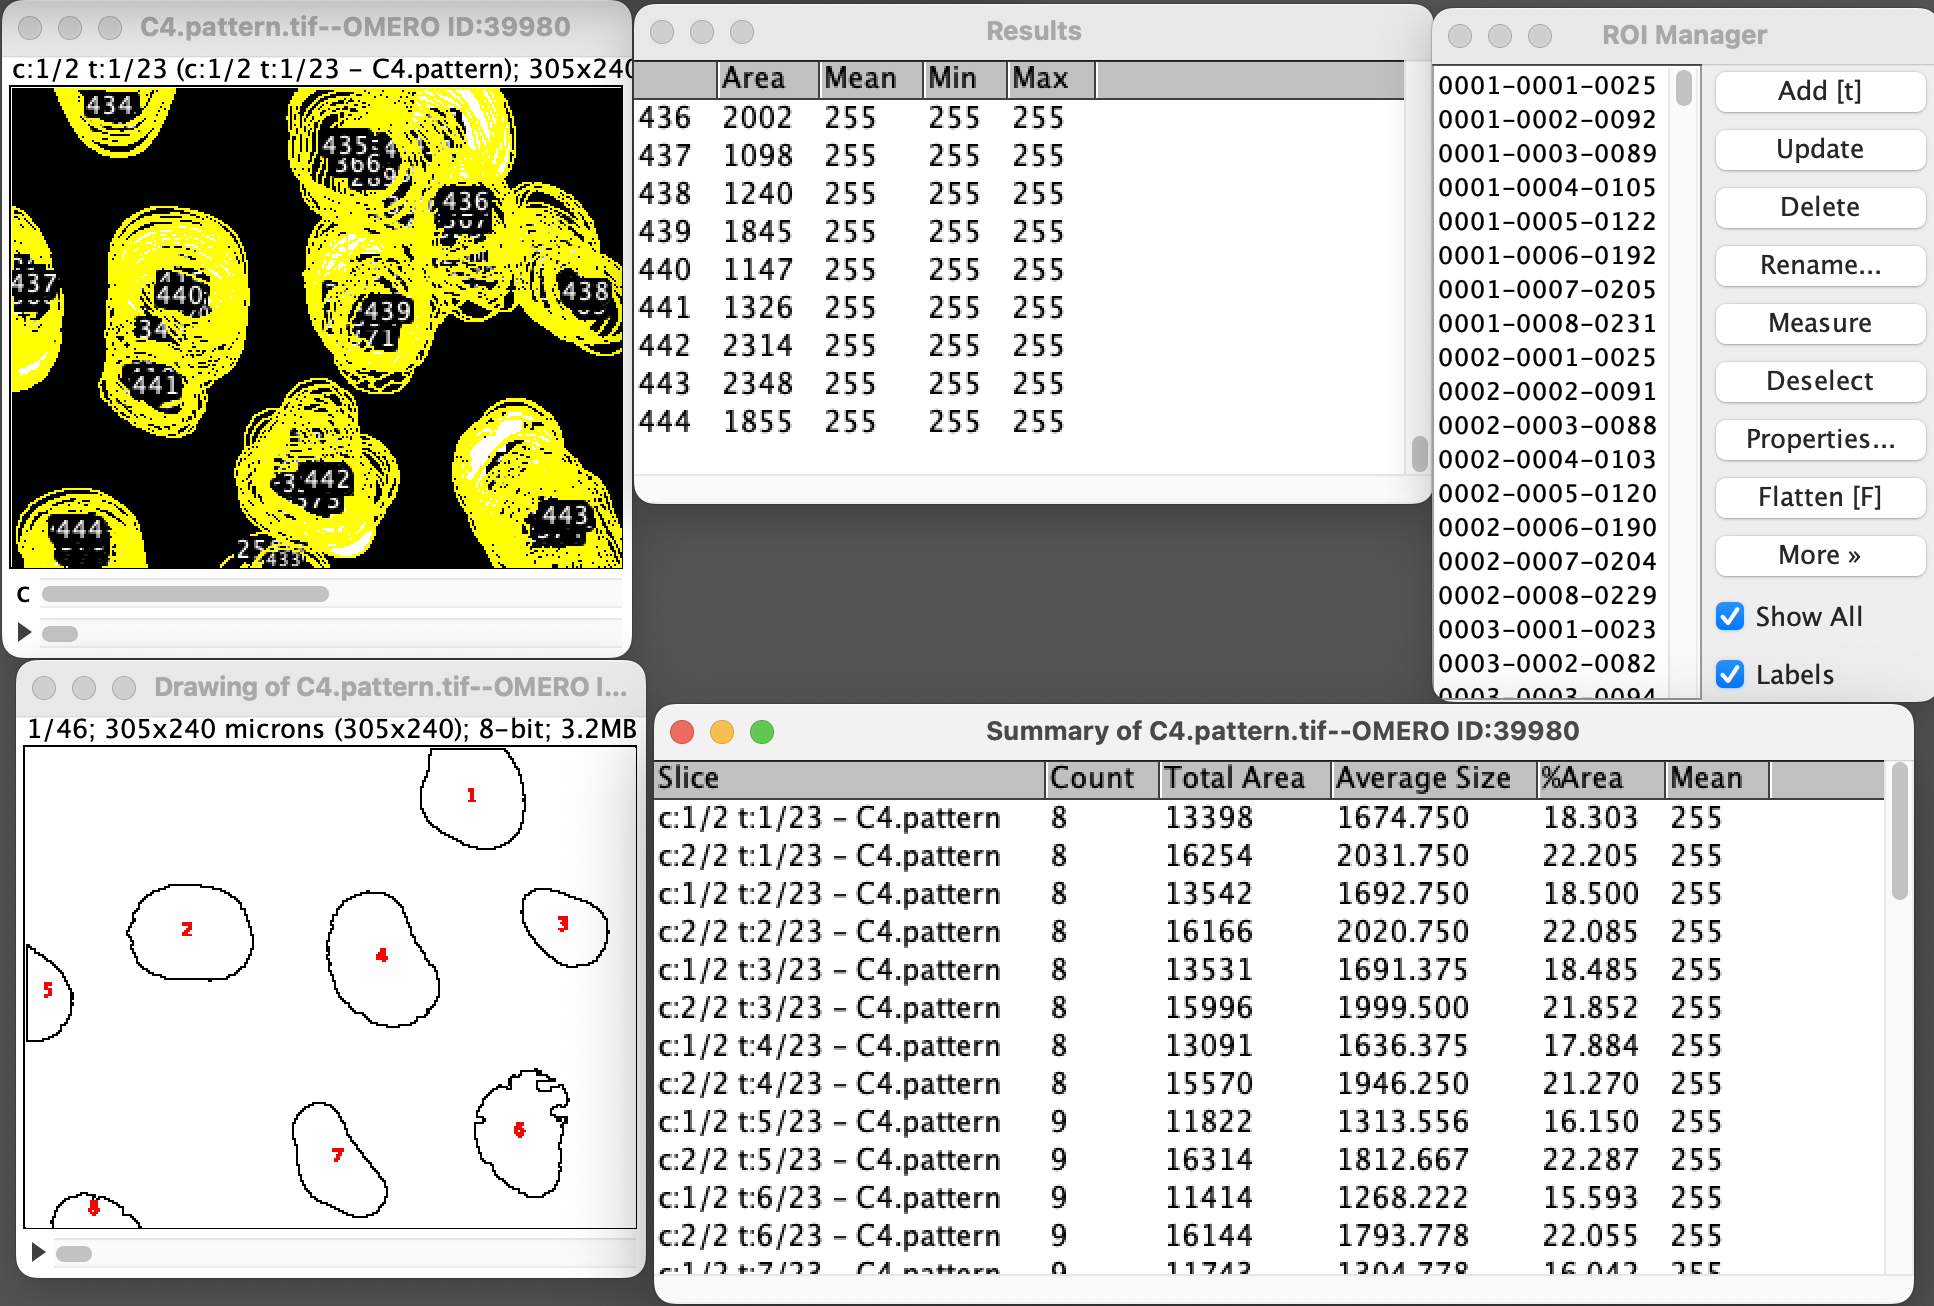 C4.pattern.tif--OMERO ID:39980
c:1/2 t:1/23 (c:1/2 t:1/23 - C4.pattern); 305x240
434
435
366
436
437
440
438
439
34
371
441
442
443
444
433
C
Results
Area Mean Min Max
436 2002 255 255 255
437 1098 255 255 255
438 1240 255 255 255
439 1845 255 255 255
440 1147 255 255 255
441 1326 255 255 255
442 2314 255 255 255
443 2348 255 255 255
444 1855 255 255 255
ROI Manager
0001-0001-0025
0001-0002-0092
0001-0003-0089
0001-0004-0105
0001-0005-0122
0001-0006-0192
0001-0007-0205
0001-0008-0231
0002-0001-0025
0002-0002-0091
0002-0003-0088
0002-0004-0103
0002-0005-0120
0002-0006-0190
0002-0007-0204
0002-0008-0229
0003-0001-0023
0003-0002-0082
0003-0003-0094
Add [t]
Update
Delete
Rename...
Measure
Deselect
Properties...
Flatten [F]
More »
Show All
Labels
Drawing of C4.pattern.tif--OMERO I...
1/46; 305x240 microns (305x240); 8-bit; 3.2MB
1
2
3
4
5
6
7
8
Summary of C4.pattern.tif--OMERO ID:39980
Slice Count Total Area Average Size %Area Mean
c:1/2 t:1/23 - C4.pattern 8 13398 1674.750 18.303 255
c:2/2 t:1/23 - C4.pattern 8 16254 2031.750 22.205 255
c:1/2 t:2/23 - C4.pattern 8 13542 1692.750 18.500 255
c:2/2 t:2/23 - C4.pattern 8 16166 2020.750 22.085 255
c:1/2 t:3/23 - C4.pattern 8 13531 1691.375 18.485 255
c:2/2 t:3/23 - C4.pattern 8 15996 1999.500 21.852 255
c:1/2 t:4/23 - C4.pattern 8 13091 1636.375 17.884 255
c:2/2 t:4/23 - C4.pattern 8 15570 1946.250 21.270 255
c:1/2 t:5/23 - C4.pattern 9 11822 1313.556 16.150 255
c:2/2 t:5/23 - C4.pattern 9 16314 1812.667 22.287 255
c:1/2 t:6/23 - C4.pattern 9 11414 1268.222 15.593 255
c:2/2 t:6/23 - C4.pattern 9 16144 1793.778 22.055 255
c:1/2 t:7/23 - C4.pattern 9 11743 1304.778 16.042 255